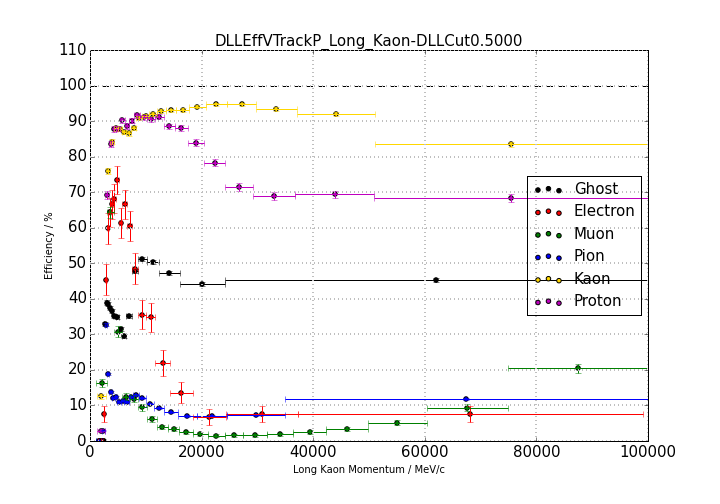 DLLEffVTrackP_Long_Kaon-DLLCut0.5000
110
100
90
80
70
60
50
40
30
20
10
0
Efficiency / %
Ghost
Electron
Muon
Pion
Kaon
Proton
0 20000 40000 60000 80000 100000
Long Kaon Momentum / MeV/c